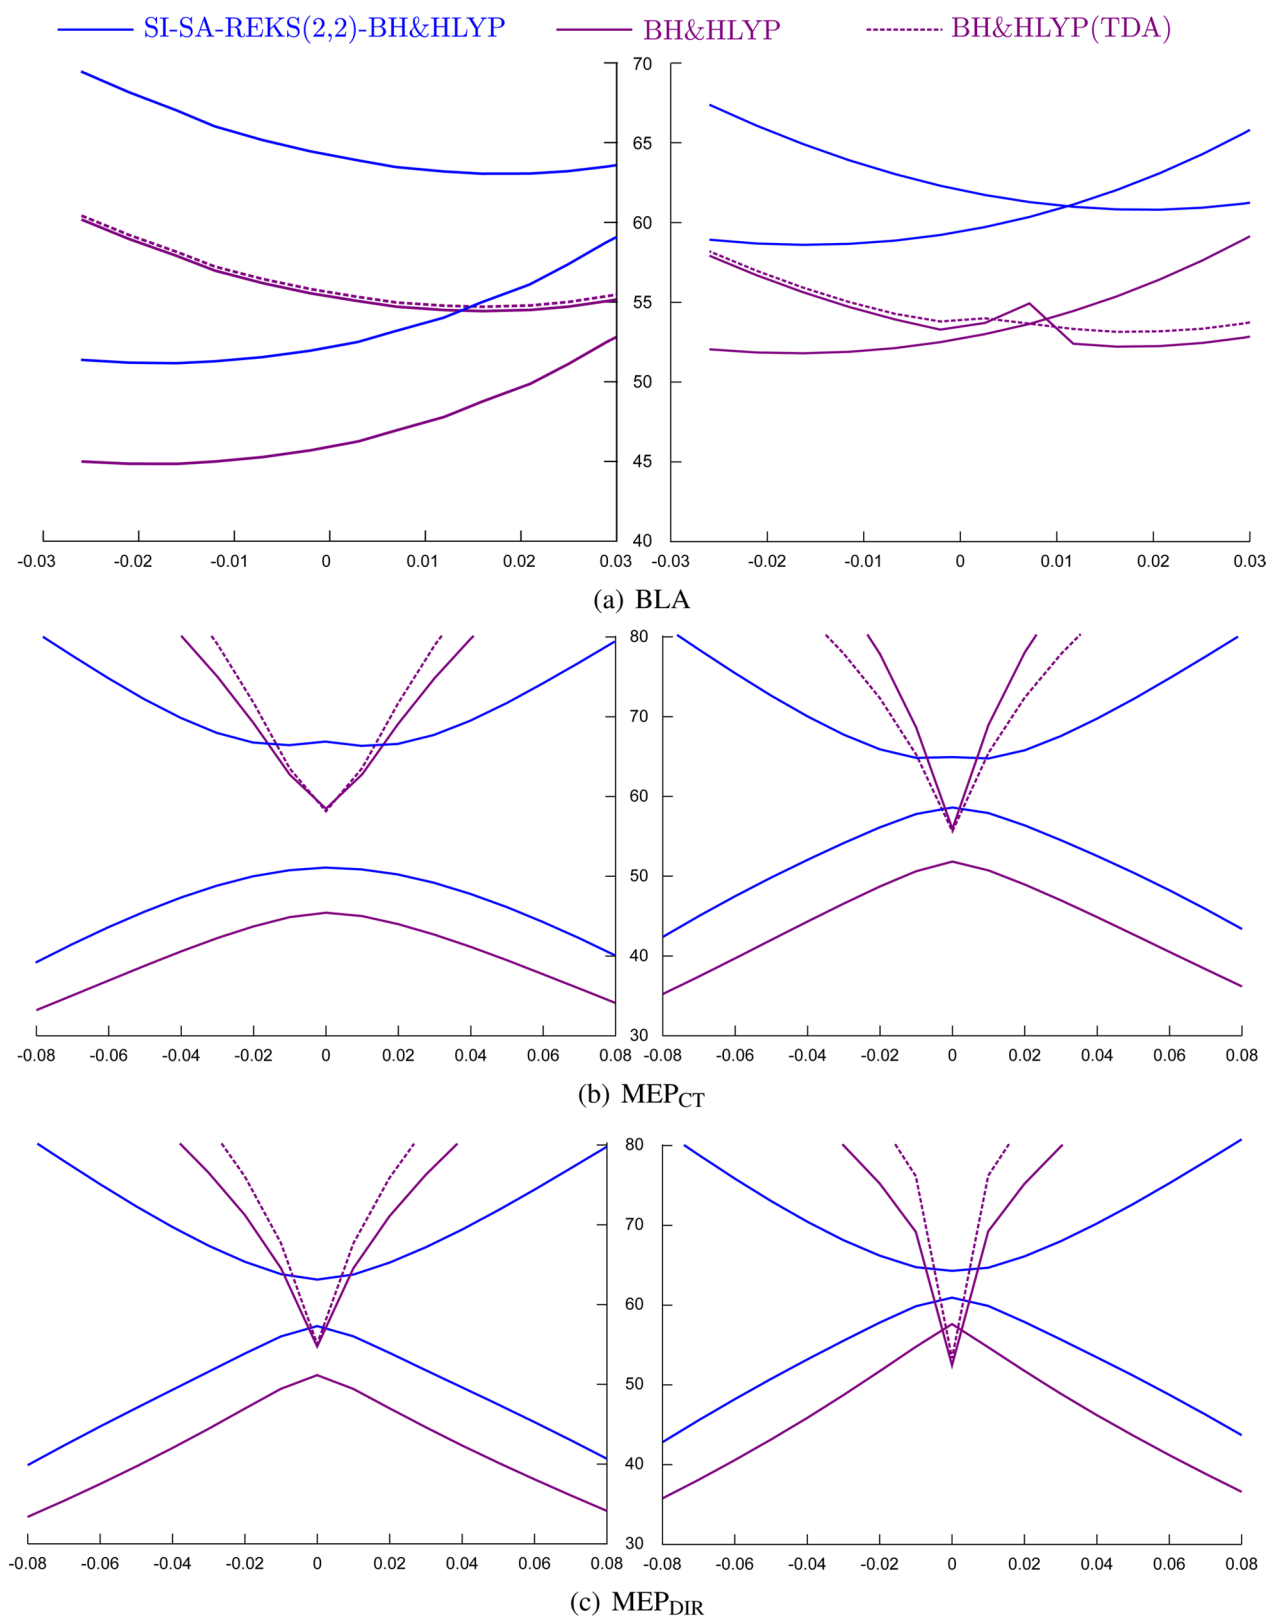 SI-SA-REKS(2,2)-BH&HLYP BH&HLYP BH&HLYP(TDA)
70
65
60
55
50
45
40
-0.03 -0.02 -0.01 0 0.01 0.02 0.03 -0.03 -0.02 -0.01 0 0.01 0.02 0.03
(a) BLA
80
70
60
50
40
30
-0.08 -0.06 -0.04 -0.02 0 0.02 0.04 0.06 0.08 -0.08 -0.06 -0.04 -0.02 0 0.02 0.04 0.06 0.08
(b) MEPCT
80
70
60
50
40
30
-0.08 -0.06 -0.04 -0.02 0 0.02 0.04 0.06 0.08 -0.08 -0.06 -0.04 -0.02 0 0.02 0.04 0.06 0.08
(c) MEPDIR